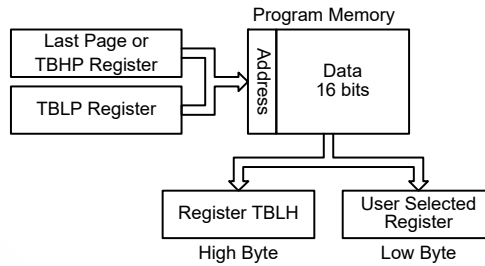 Program Memory
Last Page or
TBHP Register
TBLP Register
Address
Data
16 bits
Register TBLH
User Selected
Register
High Byte
Low Byte